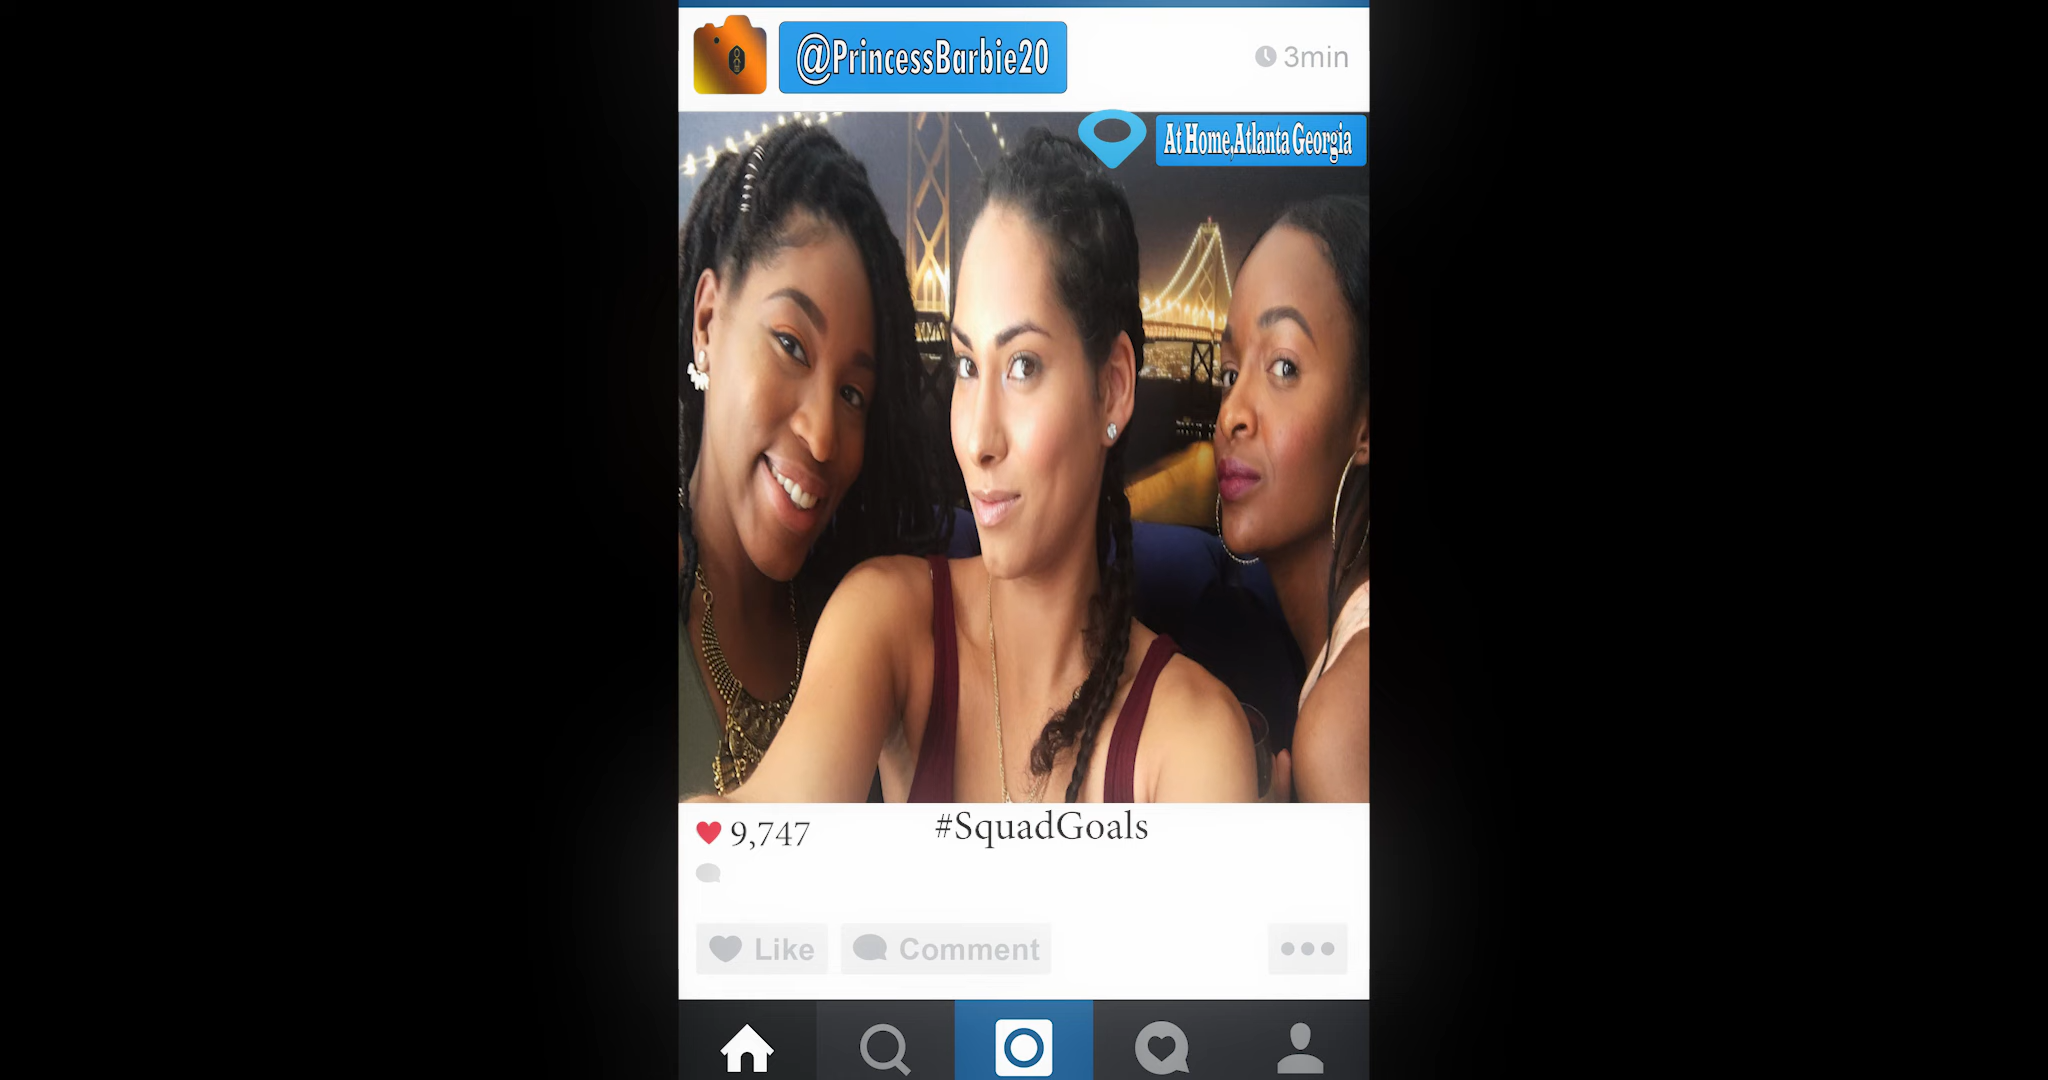 @PrincessBarbie20
3min
At Home,Atlanta Georgia
9,747
#SquadGoals
Like
Comment